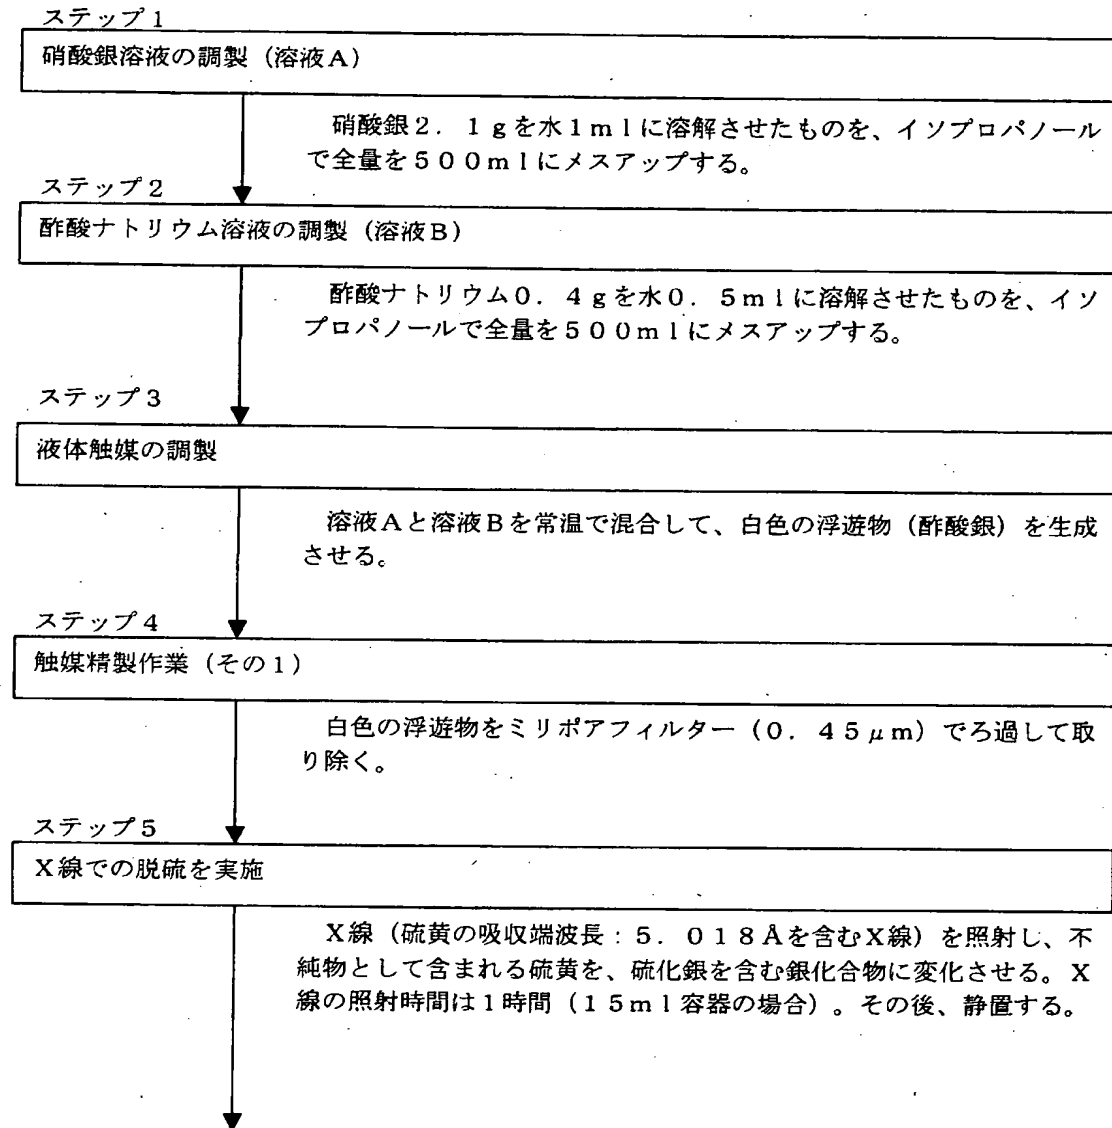 ステップ1
硝酸銀溶液の調製（溶液A）
硝酸銀2．1gを水1mlに溶解させたものを、イソプロパノール
で全量を500mlにメスアップする。
ステップ2
酢酸ナトリウム溶液の調製（溶液B）
酢酸ナトリウム0．4gを水0．5mlに溶解させたものを、イソ
プロパノールで全量を500mlにメスアップする。
ステップ3
液体触媒の調製
溶液Aと溶液Bを常温で混合して、白色の浮遊物（酢酸銀）を生成
させる。
ステップ4
触媒精製作業（その1）
白色の浮遊物をミリポアフィルター（0．45μm）でろ過して取
り除く。
ステップ5
X線での脱硫を実施
X線（硫黄の吸収端波長：5．018Åを含むX線）を照射し、不
純物として含まれる硫黄を、硫化銀を含む銀化合物に変化させる。X
線の照射時間は1時間（15ml容器の場合）。その後、静置する。